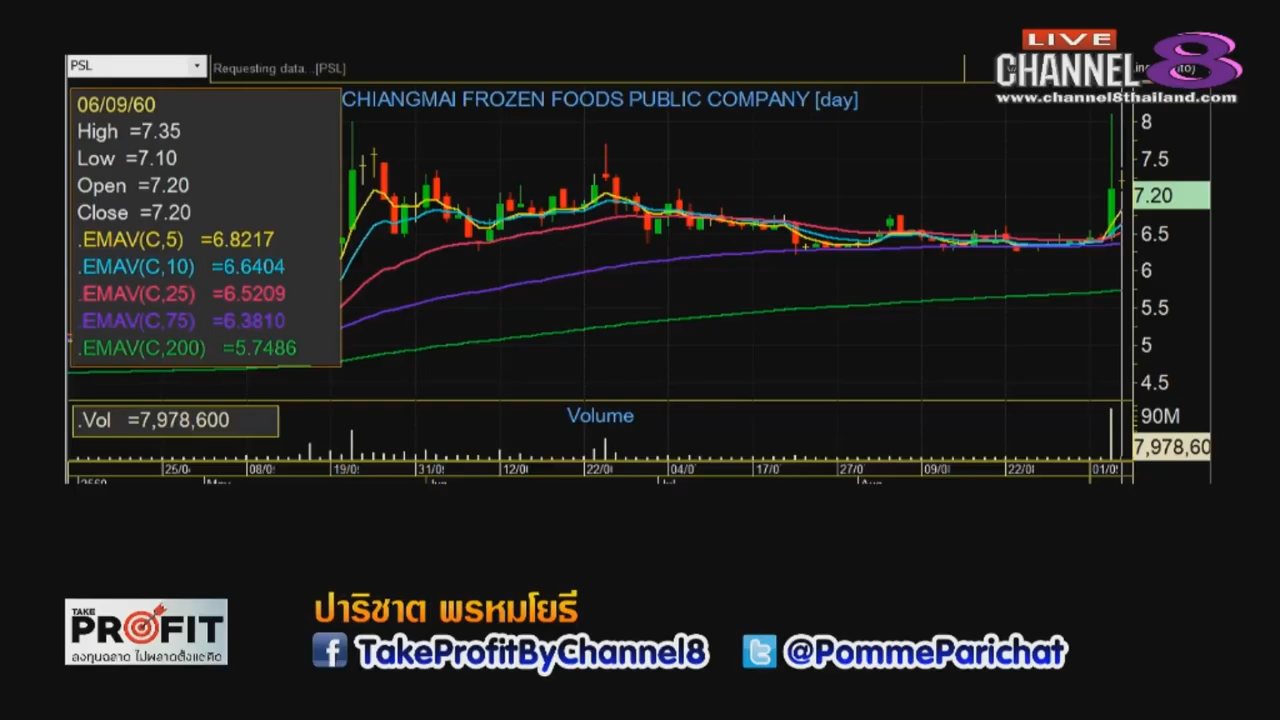 PSL
Requesting data...[PSL]
LIVE
CHANNEL 8
www.channel8thailand.com
CHIANGMAI FROZEN FOODS PUBLIC COMPANY [day]
06/09/60
High =7.35
Low =7.10
Open =7.20
Close =7.20
.EMAV(C,5) =6.8217
.EMAV(C,10) =6.6404
.EMAV(C,25) =6.5209
.EMAV(C,75) =6.3810
.EMAV(C,200) =5.7486
8
7.5
7.20
6.5
6
5.5
5
4.5
.Vol =7,978,600
Volume
90M
7,978,60
25/0 08/0 19/0 31/0 12/0 22/0 04/0 17/0 27/0 09/0 22/0 01/0
TAKE
PROFIT
ลงทุนฉลาด ไม่พลาดตั้งแต่คิด
ปาริชาต พรหมโยธี
TakeProfitByChannel8 @PommeParichat